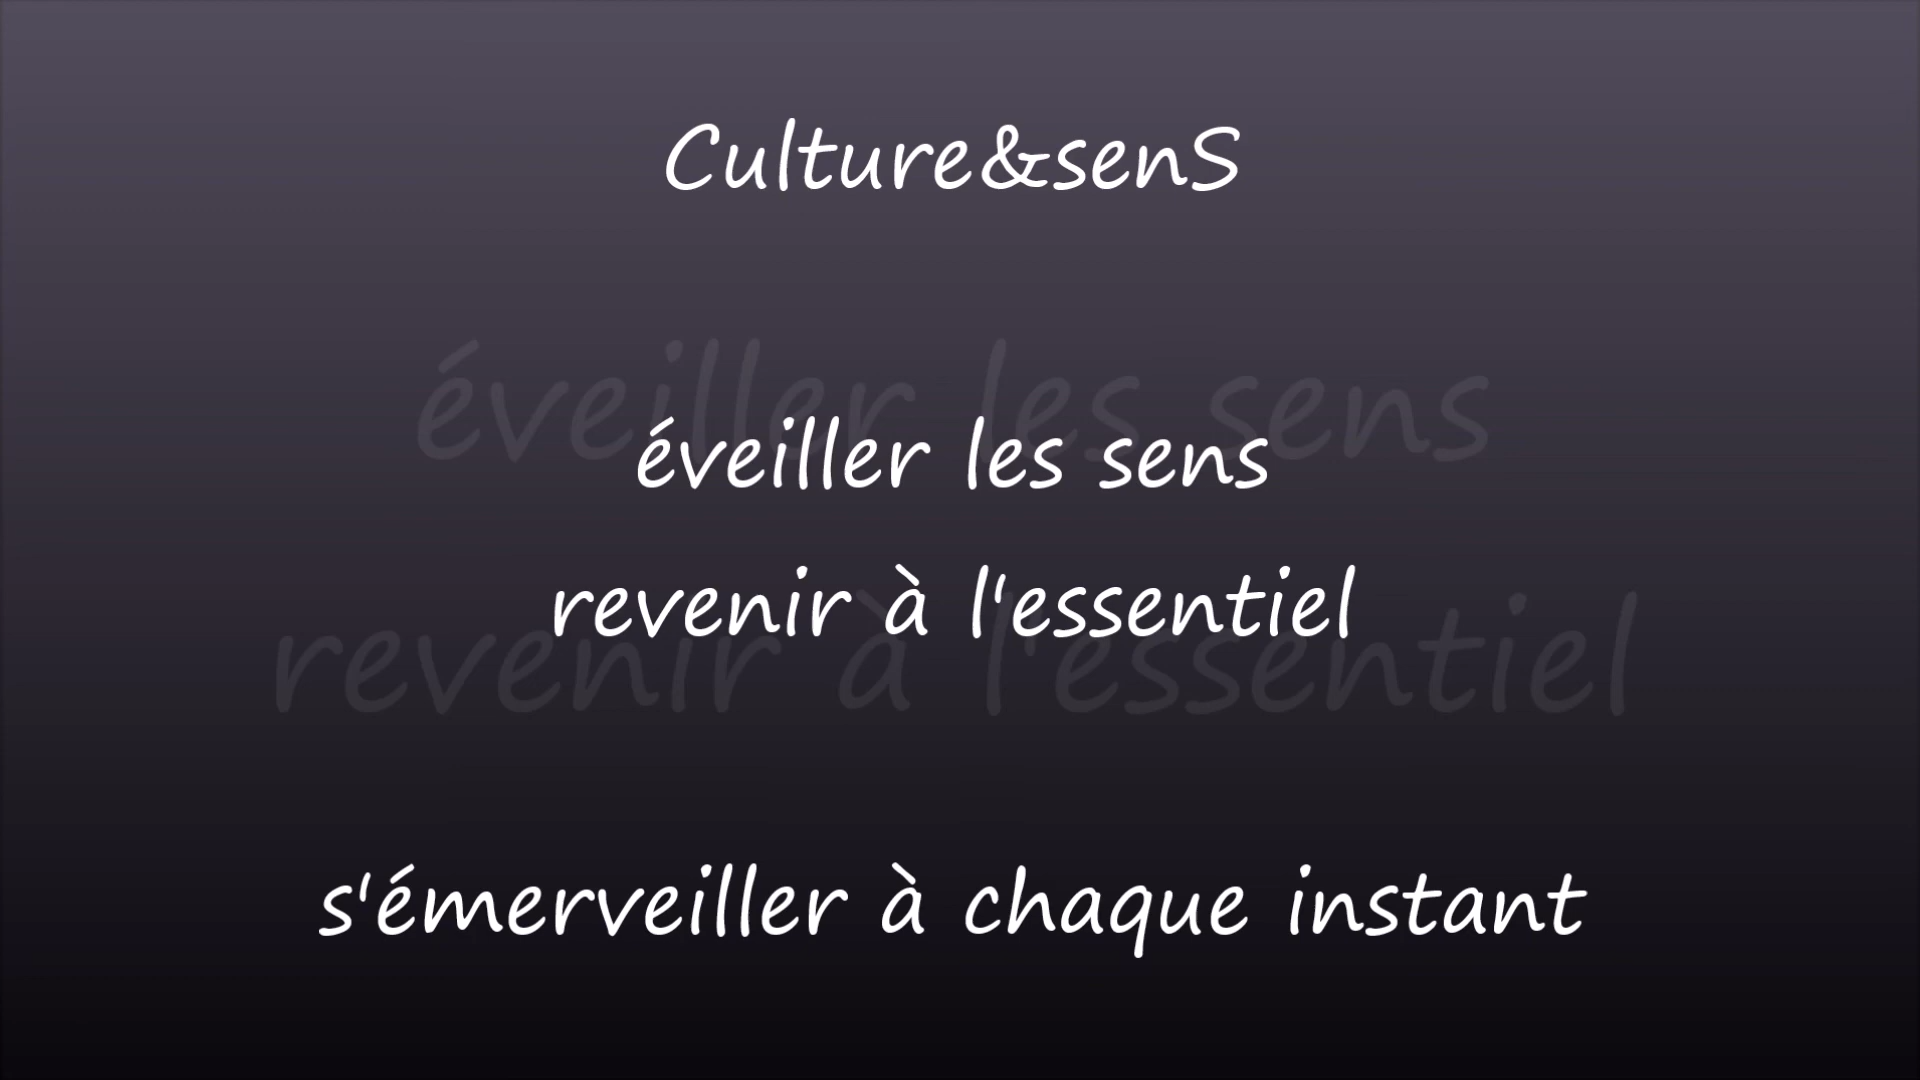 Culture&senS
éveiller les sens
éveiller les sens
revenir à l'essentiel
revenir à l'essentiel
s'émerveiller à chaque instant